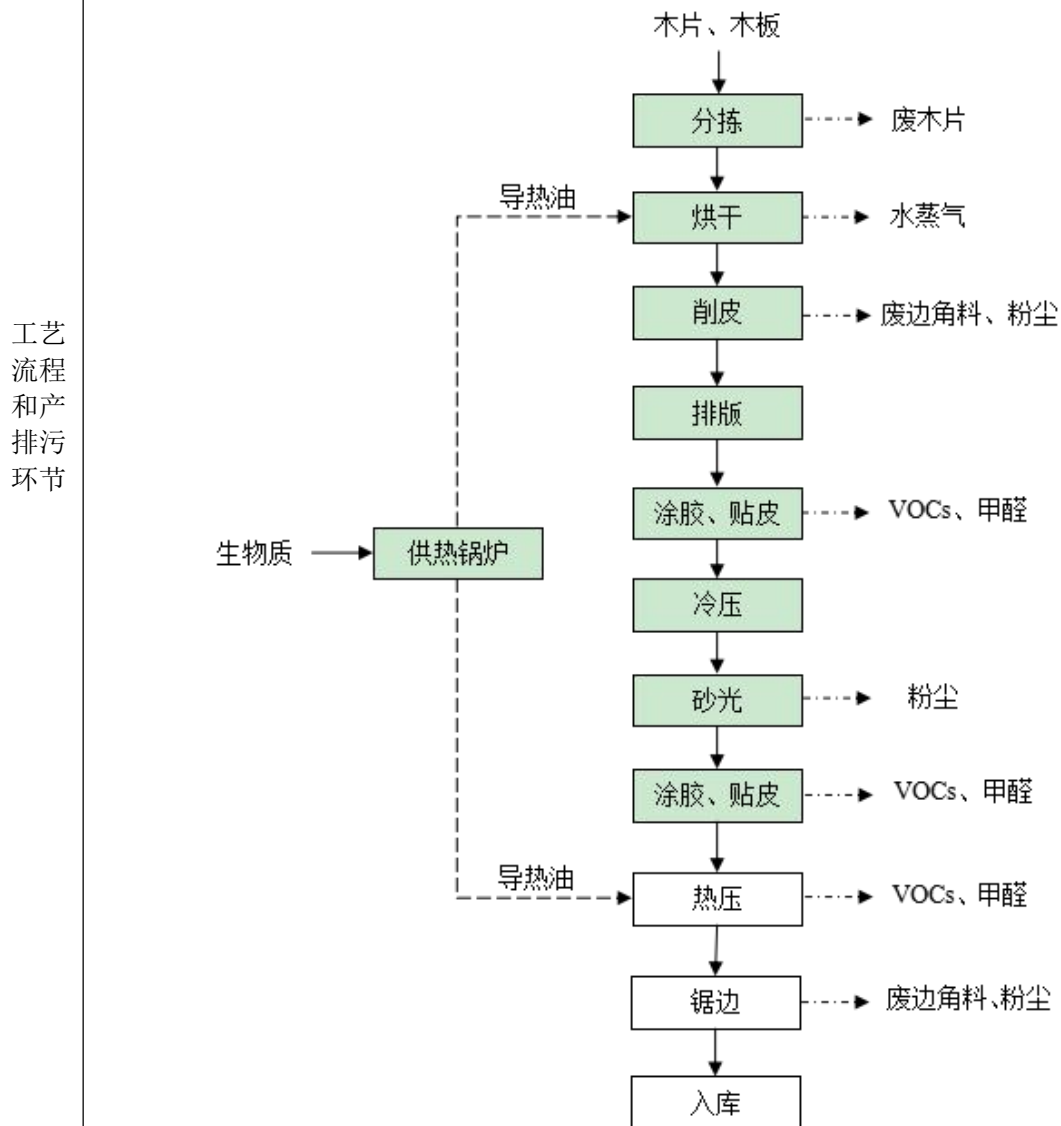 工艺
流程
和产
排污
环节
木片、木板
分拣
废木片
导热油
烘干
水蒸气
削皮
废边角料、粉尘
排版
涂胶、贴皮
VOCs、甲醛
生物质
供热锅炉
冷压
砂光
粉尘
涂胶、贴皮
VOCs、甲醛
导热油
热压
VOCs、甲醛
锯边
废边角料、粉尘
入库